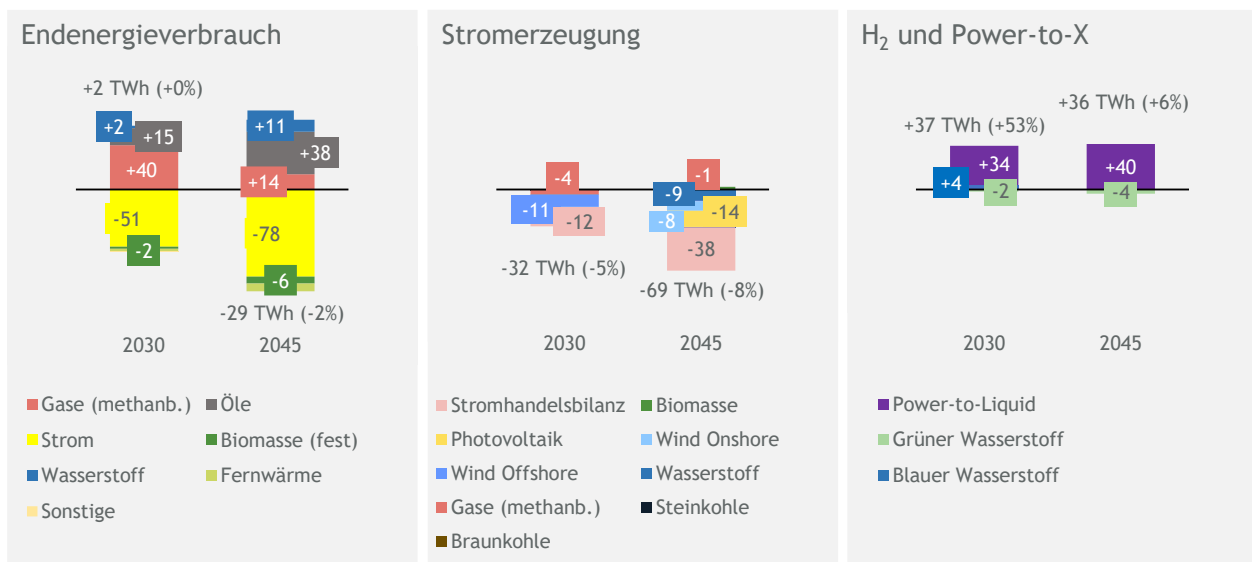 Endenergieverbrauch
+2 TWh (+0%)
+2
+15
+40
-51
-2
+11
+38
+14
-78
-6
-29 TWh (-2%)
2030
2045
Gase (methanb.)
Öle
Strom
Biomasse (fest)
Wasserstoff
Fernwärme
Sonstige
Stromerzeugung
-4
-11
-12
-32 TWh (-5%)
-1
-9
-8
-14
-38
-69 TWh (-8%)
2030
2045
Stromhandelsbilanz
Biomasse
Photovoltaik
Wind Onshore
Wind Offshore
Wasserstoff
Gase (methanb.)
Steinkohle
Braunkohle
H₂ und Power-to-X
+37 TWh (+53%)
+34
+4
-2
+36 TWh (+6%)
+40
-4
2030
2045
Power-to-Liquid
Grüner Wasserstoff
Blauer Wasserstoff